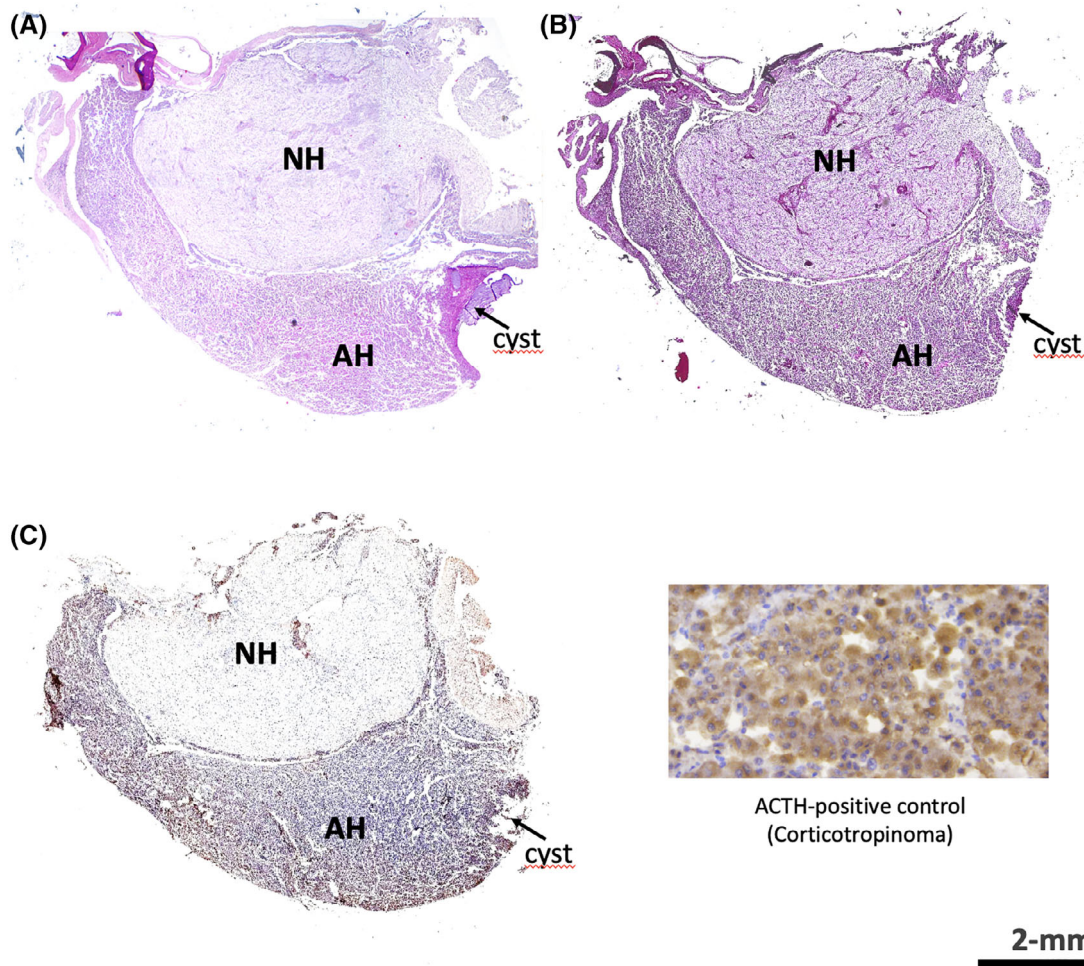 (A)
NH
cyst
AH
(B)
NH
cyst
AH
(C)
NH
AH
cyst
ACTH-positive control
(Corticotropinoma)
2-mm